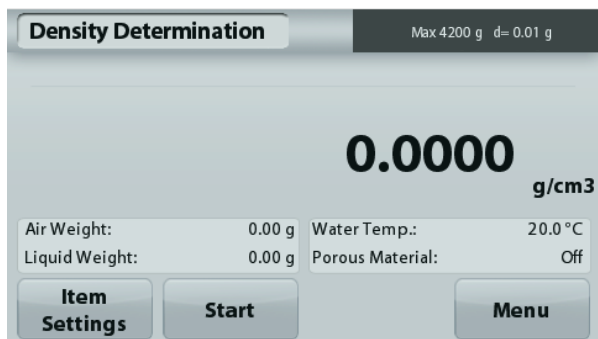 Density Determination
Max 4200 g d= 0.01 g
0.0000
g/cm3
Air Weight: 0.00 g
Water Temp.: 20.0 °C
Liquid Weight: 0.00 g
Porous Material: Off
Item
Settings
Start
Menu